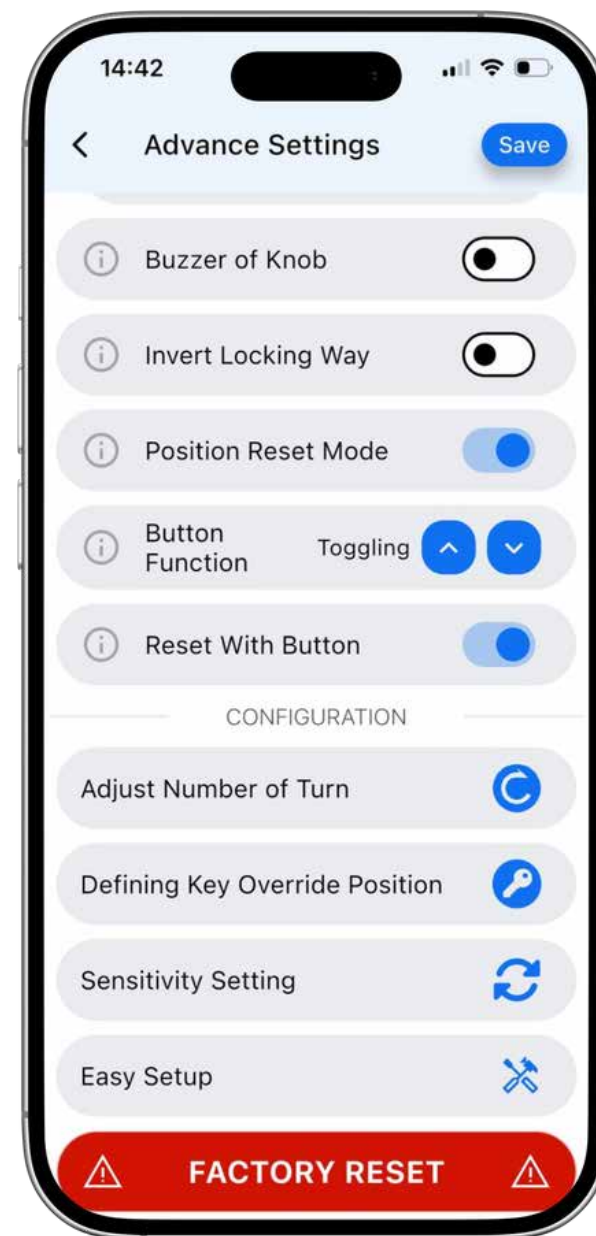 14:42
Advance Settings
Save
Buzzer of Knob
Invert Locking Way
Position Reset Mode
Button
Function
Toggling
Reset With Button
CONFIGURATION
Adjust Number of Turn
Defining Key Override Position
Sensitivity Setting
Easy Setup
FACTORY RESET